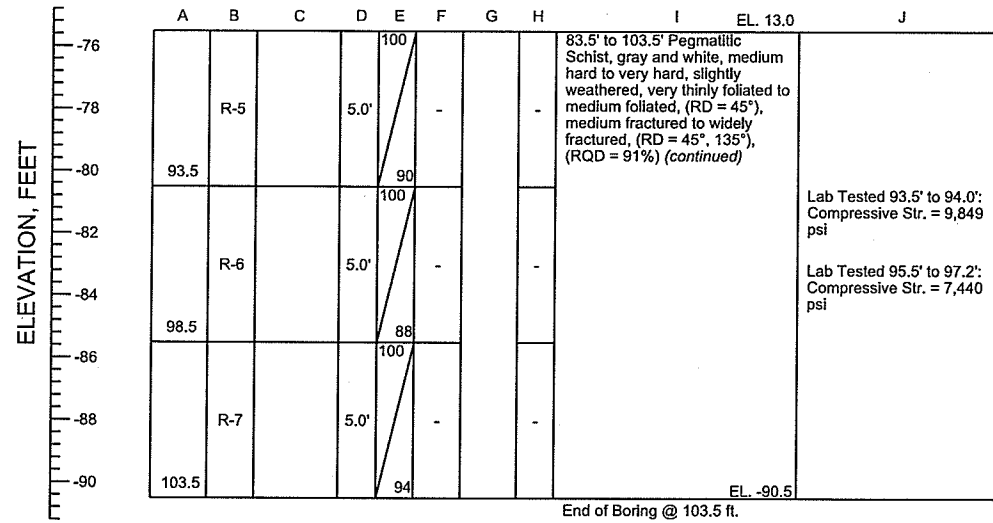 A B C D E F G H I EL. 13.0 J
ELEVATION, FEET
-76
-78
-80
-82
-84
-86
-88
-90
100
R-5 5.0' - -
93.5 90
100
R-6 5.0' - -
98.5 88
100
R-7 5.0' - -
103.5 94
83.5' to 103.5' Pegmatitic
Schist, gray and white, medium
hard to very hard, slightly
weathered, very thinly foliated to
medium foliated, (RD = 45°),
medium fractured to widely
fractured, (RD = 45°, 135°),
(RQD = 91%) (continued)
Lab Tested 93.5' to 94.0':
Compressive Str. = 9,849
psi
Lab Tested 95.5' to 97.2':
Compressive Str. = 7,440
psi
EL. -90.5
End of Boring @ 103.5 ft.